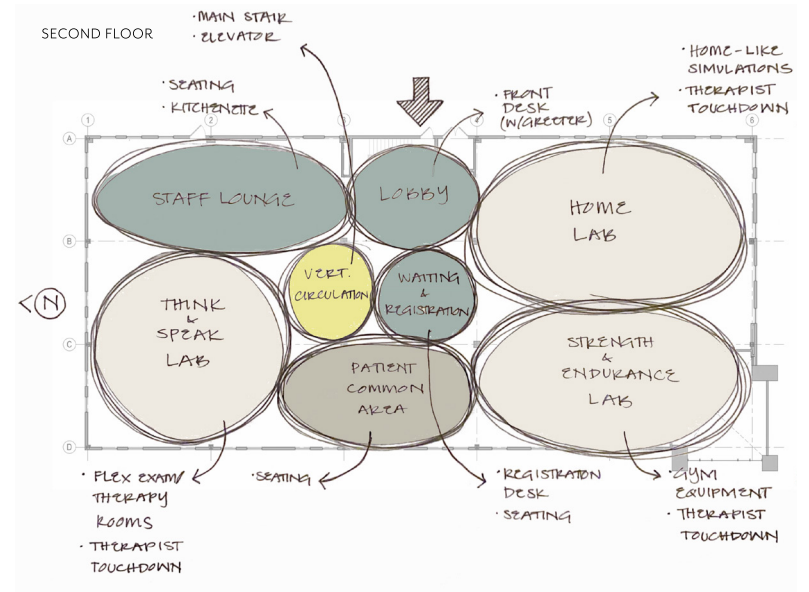 SECOND FLOOR
• MAIN STAIR
• ELEVATOR
• SEATING
• KITCHENETTE
• FRONT
DESK
(W/GREETER)
• HOME-LIKE
SIMULATIONS
• THERAPIST
TOUCHDOWN
1
2
3
4
5
6
A
B
C
D
STAFF LOUNGE
LOBBY
HOME
LAB
VERT.
CIRCULATION
WAITING
&
REGISTRATION
THINK
&
SPEAK
LAB
N
PATIENT
COMMON
AREA
STRENGTH
&
ENDURANCE
LAB
• FLEX EXAM/
THERAPY
ROOMS
• THERAPIST
TOUCHDOWN
• SEATING
• REGISTRATON
DESK
• SEATING
• GYM
EQUIPMENT
• THERAPIST
TOUCHDOWN